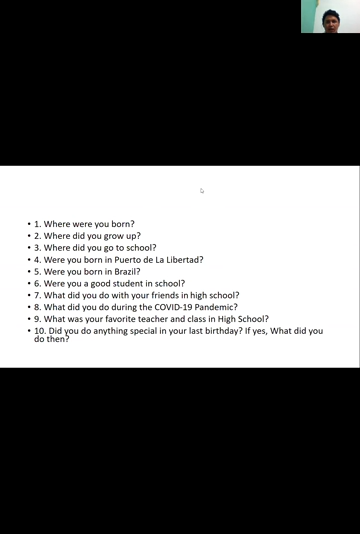 • 1. Where were you born?
• 2. Where did you grow up?
• 3. Where did you go to school?
• 4. Were you born in Puerto de La Libertad?
• 5. Were you born in Brazil?
• 6. Were you a good student in school?
• 7. What did you do with your friends in high school?
• 8. What did you do during the COVID-19 Pandemic?
• 9. What was your favorite teacher and class in High School?
• 10. Did you do anything special in your last birthday? If yes, What did you
do then?